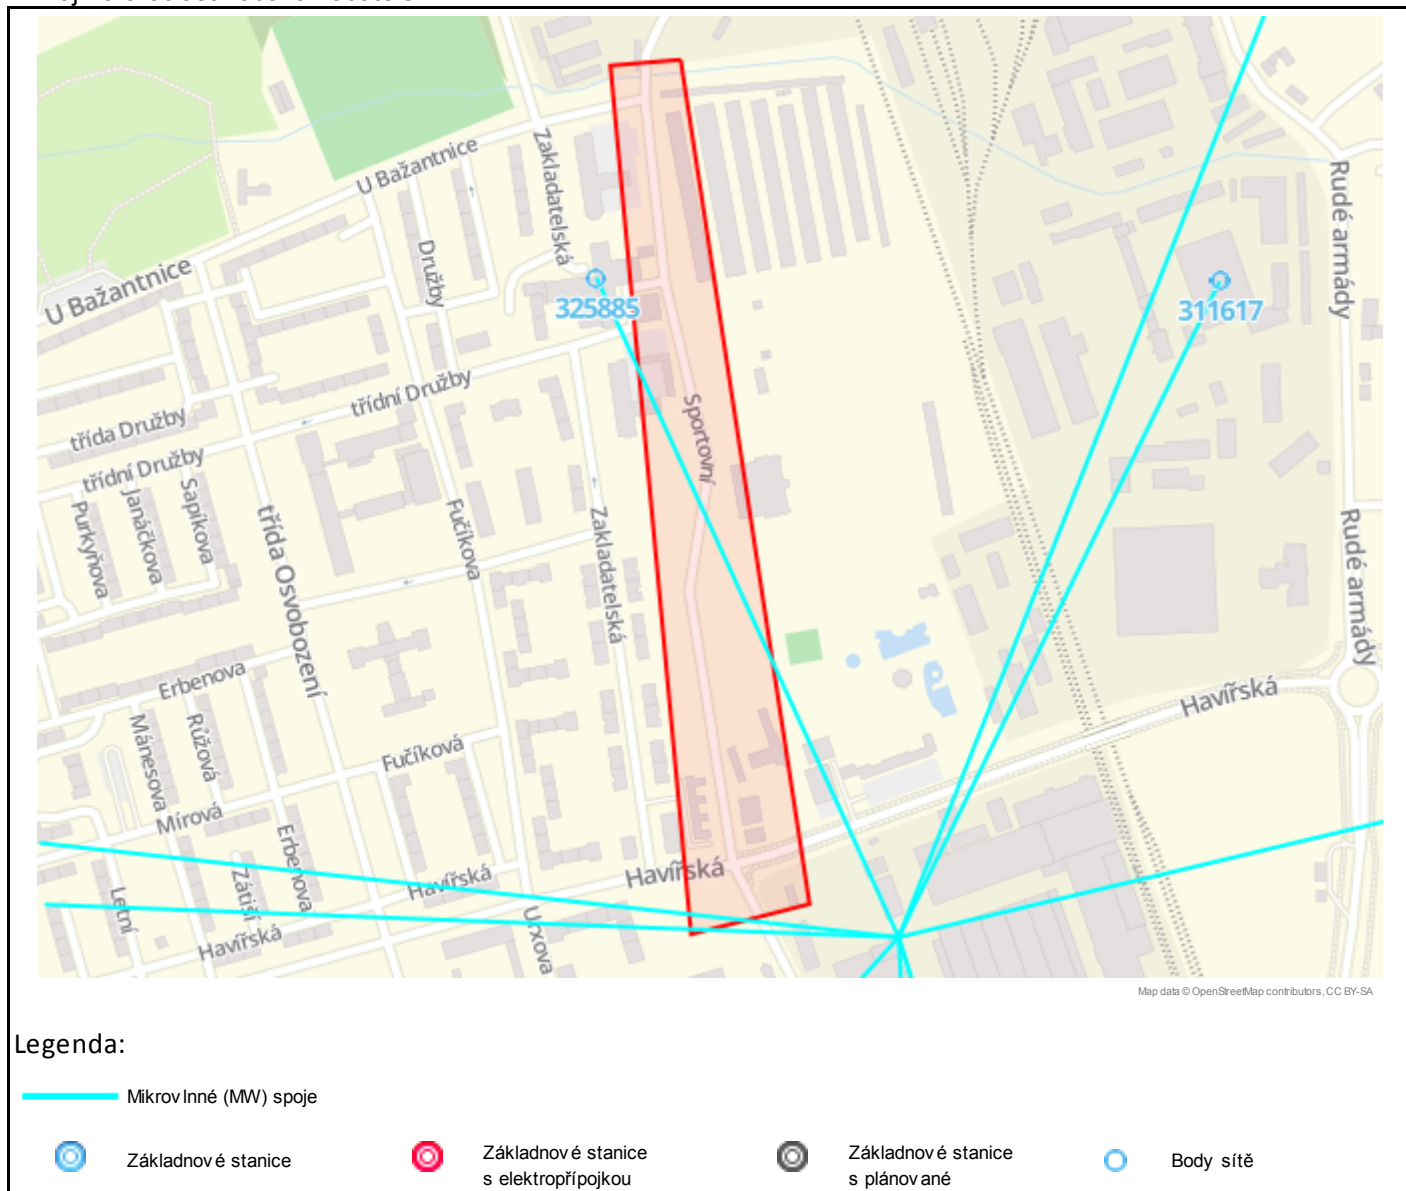 U Bažantnice
Zakladatelská
Družby
Rudé armády
U Bažantnice
325885
311617
třídní Družby
třída Družby
Sportovní
třídní Družby
Purkyňova
Janáčkova
Sapíkova
třída Osvobození
Fučíkova
Zakladatelská
Rudé armády
Erbenova
Havířská
Mánesova
Růžová
Fučíková
Mírová
Erbenova
Letní
Zátiší
Havířská
Havířská
Urxova
Havířská
Map data © OpenStreetMap contributors, CC BY-SA
Legenda:
Mikrovlnné (MW) spoje
Základnové stanice
Základnové stanice
s elektropřípojkou
Základnové stanice
s plánované
Body sítě